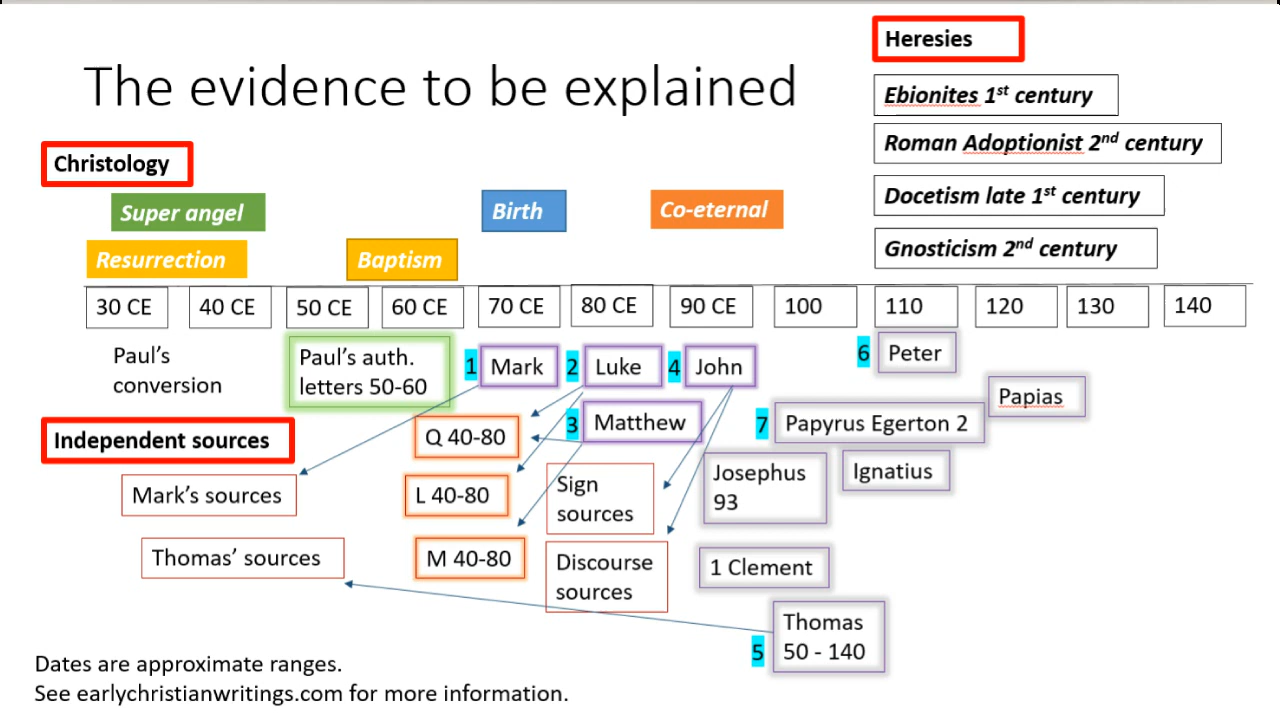 The evidence to be explained
Heresies
Ebionites 1st century
Roman Adoptionist 2nd century
Docetism late 1st century
Gnosticism 2nd century
Christology
Super angel
Birth
Co-eternal
Resurrection
Baptism
30 CE
40 CE
50 CE
60 CE
70 CE
80 CE
90 CE
100
110
120
130
140
Paul's
conversion
Paul's auth.
letters 50-60
1 Mark
2 Luke
4 John
6 Peter
Papias
3 Matthew
7 Papyrus Egerton 2
Independent sources
Q 40-80
Mark's sources
L 40-80
Sign
sources
Josephus
93
Ignatius
Thomas' sources
M 40-80
Discourse
sources
1 Clement
5 Thomas
50 - 140
Dates are approximate ranges.
See earlychristianwritings.com for more information.